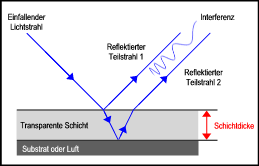 Einfallender
Lichtstrahl
Interferenz
Reflektierter
Teilstrahl 1
Reflektierter
Teilstrahl 2
Transparente Schicht
Schichtdicke
Substrat oder Luft